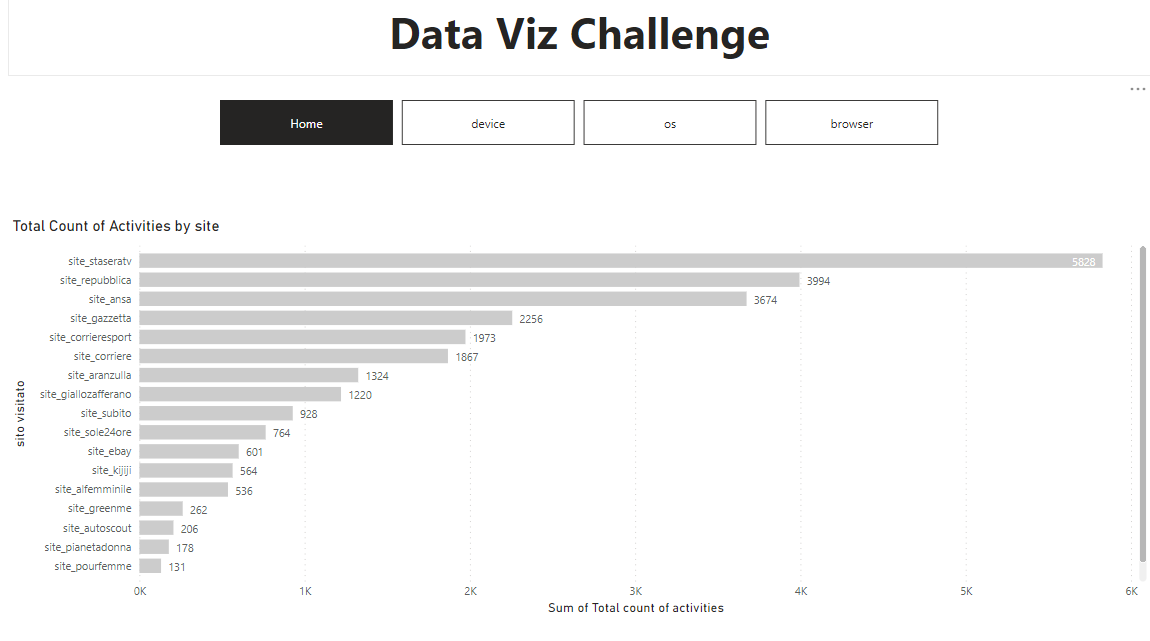 Data Viz Challenge
...
Home device os browser
Total Count of Activities by site
sito visitato
site_staseratv 5828
site_repubblica 3994
site_ansa 3674
site_gazzetta 2256
site_corrieresport 1973
site_corriere 1867
site_aranzulla 1324
site_giallozafferano 1220
site_subito 928
site_sole24ore 764
site_ebay 601
site_kijiji 564
site_alfemminile 536
site_greenme 262
site_autoscout 206
site_pianetadonna 178
site_pourfemme 131
0K 1K 2K 3K 4K 5K 6K
Sum of Total count of activities